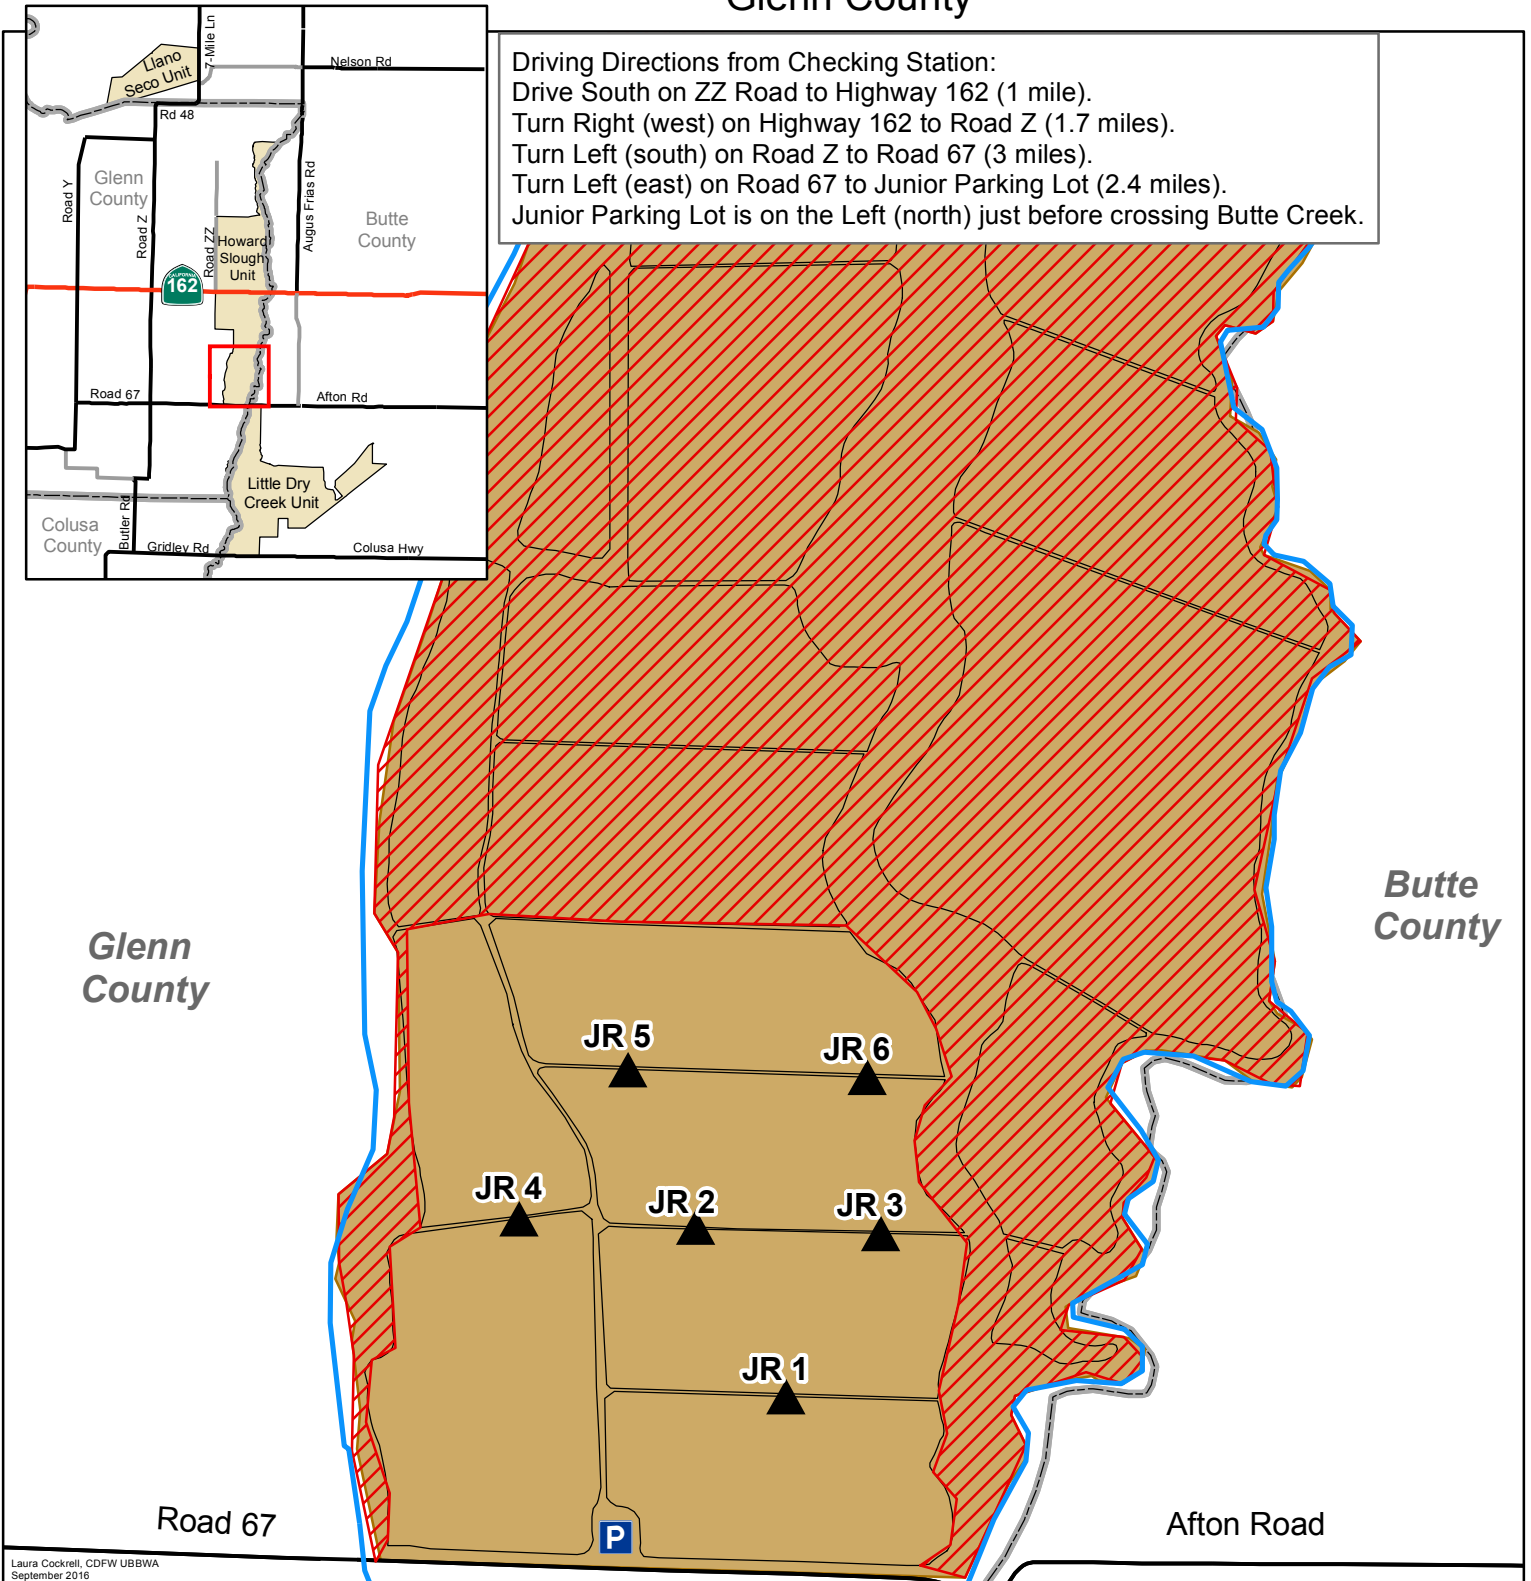 Glenn County
Driving Directions from Checking Station:
Drive South on ZZ Road to Highway 162 (1 mile).
Turn Right (west) on Highway 162 to Road Z (1.7 miles).
Turn Left (south) on Road Z to Road 67 (3 miles).
Turn Left (east) on Road 67 to Junior Parking Lot (2.4 miles).
Junior Parking Lot is on the Left (north) just before crossing Butte Creek.
7-Mile Ln
Llano
Seco Unit
Nelson Rd
Rd 48
Road Y
Glenn
County
Road Z
Road ZZ
Augus Frias Rd
Butte
County
Howard
Slough
Unit
CALIFORNIA
162
Road 67
Afton Rd
Little Dry
Creek Unit
Colusa
County
Butler Rd
Gridley Rd
Colusa Hwy
Butte
County
Glenn
County
JR 5
JR 6
JR 4
JR 2
JR 3
JR 1
P
Road 67
Afton Road
Laura Cockrell, CDFW UBBWA
September 2016